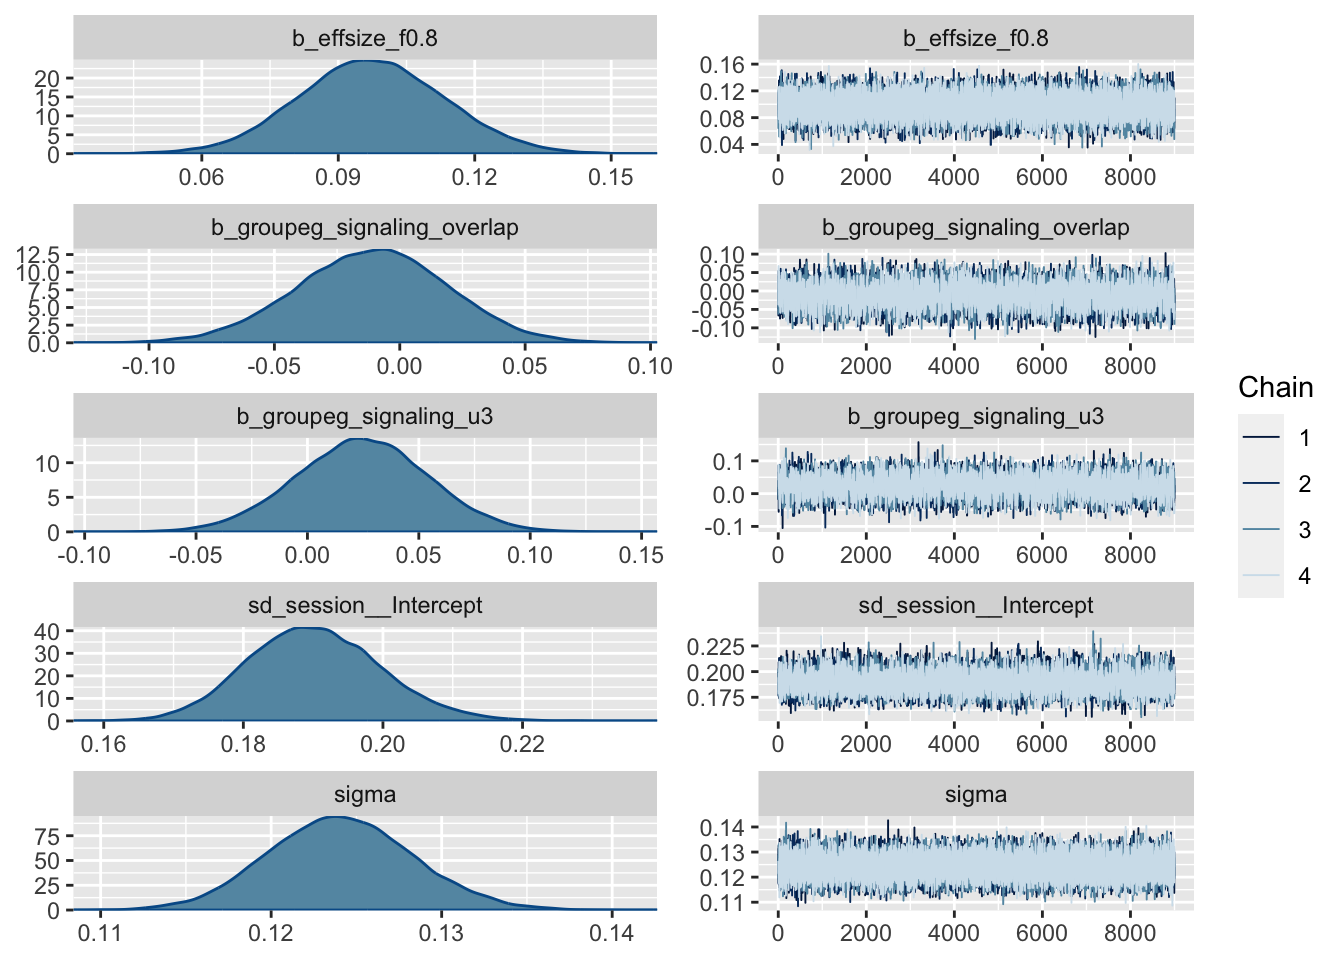 b_effsize_f0.8
20
15
10
5
0
0.06 0.09 0.12 0.15
b_effsize_f0.8
0.16
0.12
0.08
0.04
0 2000 4000 6000 8000
b_groupeg_signaling_overlap
12.5
10.0
7.5
5.0
2.5
0.0
-0.10 -0.05 0.00 0.05 0.10
b_groupeg_signaling_overlap
0.10
0.05
0.00
-0.05
-0.10
0 2000 4000 6000 8000
b_groupeg_signaling_u3
10
5
0
-0.10 -0.05 0.00 0.05 0.10 0.15
b_groupeg_signaling_u3
0.1
0.0
-0.1
0 2000 4000 6000 8000
sd_session__Intercept
40
30
20
10
0
0.16 0.18 0.20 0.22
sd_session__Intercept
0.225
0.200
0.175
0 2000 4000 6000 8000
sigma
75
50
25
0
0.11 0.12 0.13 0.14
sigma
0.14
0.13
0.12
0.11
0 2000 4000 6000 8000
Chain
1
2
3
4